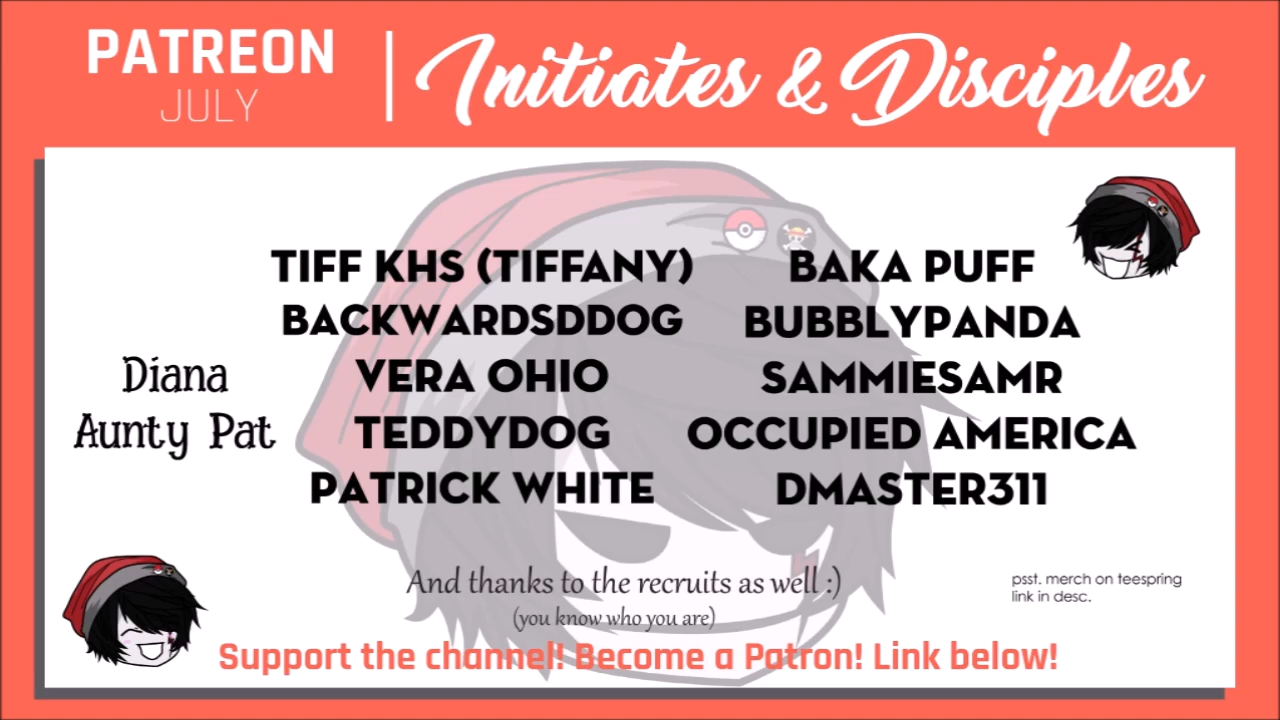 PATREON
JULY
Initiates & Disciples
Diana
Aunty Pat
TIFF KHS (TIFFANY)
BACKWARDSDDOG
VERA OHIO
TEDDYDOG
PATRICK WHITE
BAKA PUFF
BUBBLYPANDA
SAMMIESAMR
OCCUPIED AMERICA
DMASTER311
And thanks to the recruits as well :)
(you know who you are)
psst. merch on teespring
link in desc.
Support the channel! Become a Patron! Link below!